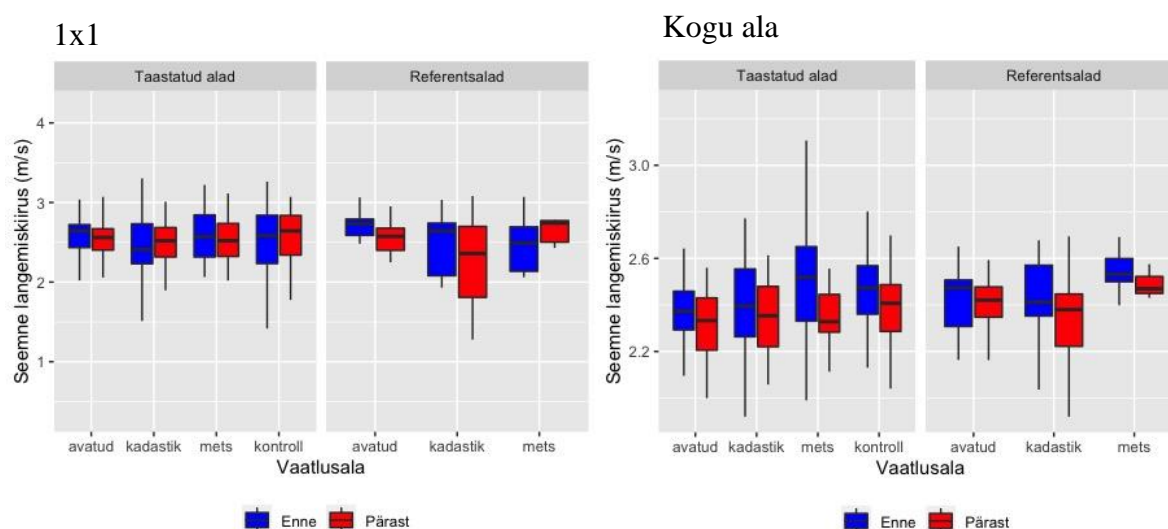 1x1
Taastatud alad
Referentsalad
Seemne langemiskiirus (m/s)
4
3
2
1
avatud kadastik mets kontroll
avatud kadastik mets
Vaatlusala
Enne Pärast
Kogu ala
Taastatud alad
Referentsalad
Seemne langemiskiirus (m/s)
3.0
2.6
2.2
avatud kadastik mets kontroll
avatud kadastik mets
Vaatlusala
Enne Pärast